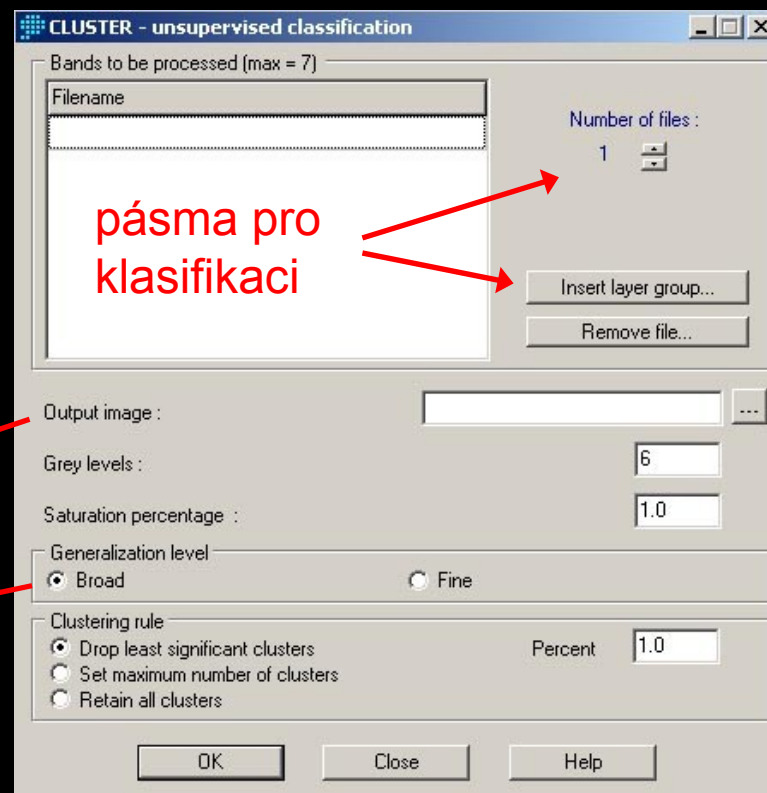 CLUSTER - unsupervised classification
Bands to be processed (max = 7)
Filename
Number of files :
1
pásma pro
klasifikaci
Insert layer group...
Remove file...
Output image :
...
Grey levels :
6
Saturation percentage :
1.0
Generalization level
Broad
Fine
Clustering rule
Drop least significant clusters
Percent
1.0
Set maximum number of clusters
Retain all clusters
OK
Close
Help